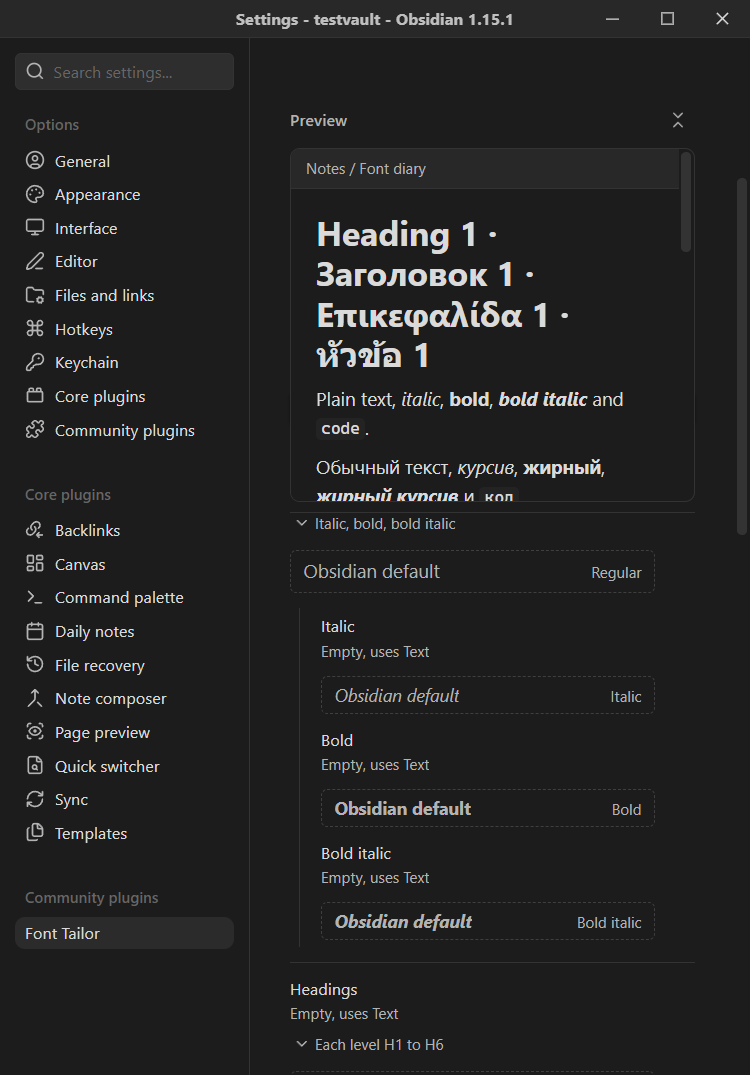 Settings - testvault - Obsidian 1.15.1
Search settings...
Options
General
Appearance
Interface
Editor
Files and links
Hotkeys
Keychain
Core plugins
Community plugins
Core plugins
Backlinks
Canvas
Command palette
Daily notes
File recovery
Note composer
Page preview
Quick switcher
Sync
Templates
Community plugins
Font Tailor
Preview
Notes / Font diary
Heading 1 ·
Заголовок 1 ·
Επικεφαλίδα 1 ·
หัวข้อ 1
Plain text, italic, bold, bold italic and
code.
Обычный текст, курсив, жирный,
жирный курсив и код
Italic, bold, bold italic
Obsidian default Regular
Italic
Empty, uses Text
Obsidian default Italic
Bold
Empty, uses Text
Obsidian default Bold
Bold italic
Empty, uses Text
Obsidian default Bold italic
Headings
Empty, uses Text
Each level H1 to H6